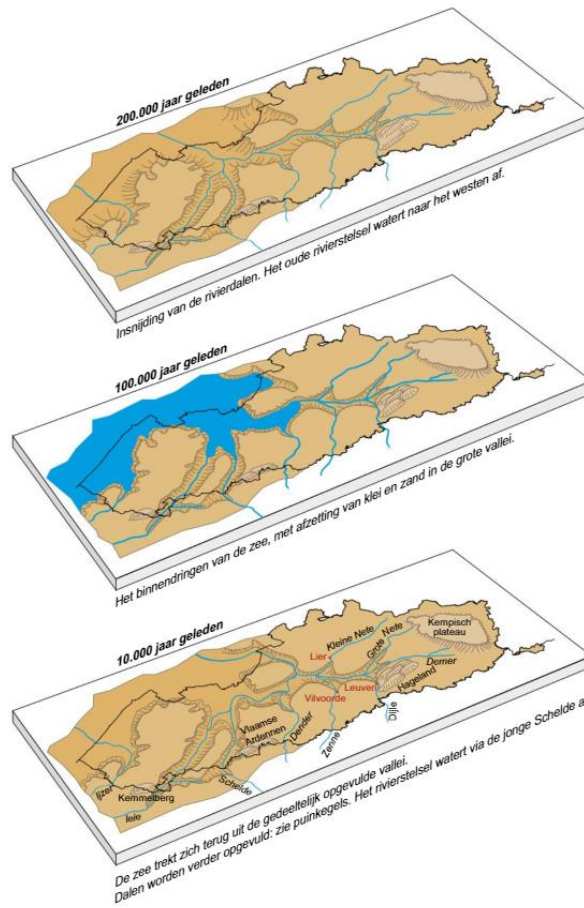 200.000 jaar geleden
Insnijding van de rivierdalen. Het oude rivierstelsel watert naar het westen af.
100.000 jaar geleden
Het binnendringen van de zee, met afzetting van klei en zand in de grote vallei.
10.000 jaar geleden
Kempisch
plateau
Kleine Nete
Grote Nete
Lier
Demer
Leuven
Hageland
Vilvoorde
Dijle
Vlaamse
Ardennen
Dender
Zenne
Schelde
Ijzer
Kemmelberg
leie
De zee trekt zich terug uit de gedeeltelijk opgevulde vallei.
Dalen worden verder opgevuld: zie puinkegels. Het rivierstelsel watert via de jonge Schelde a